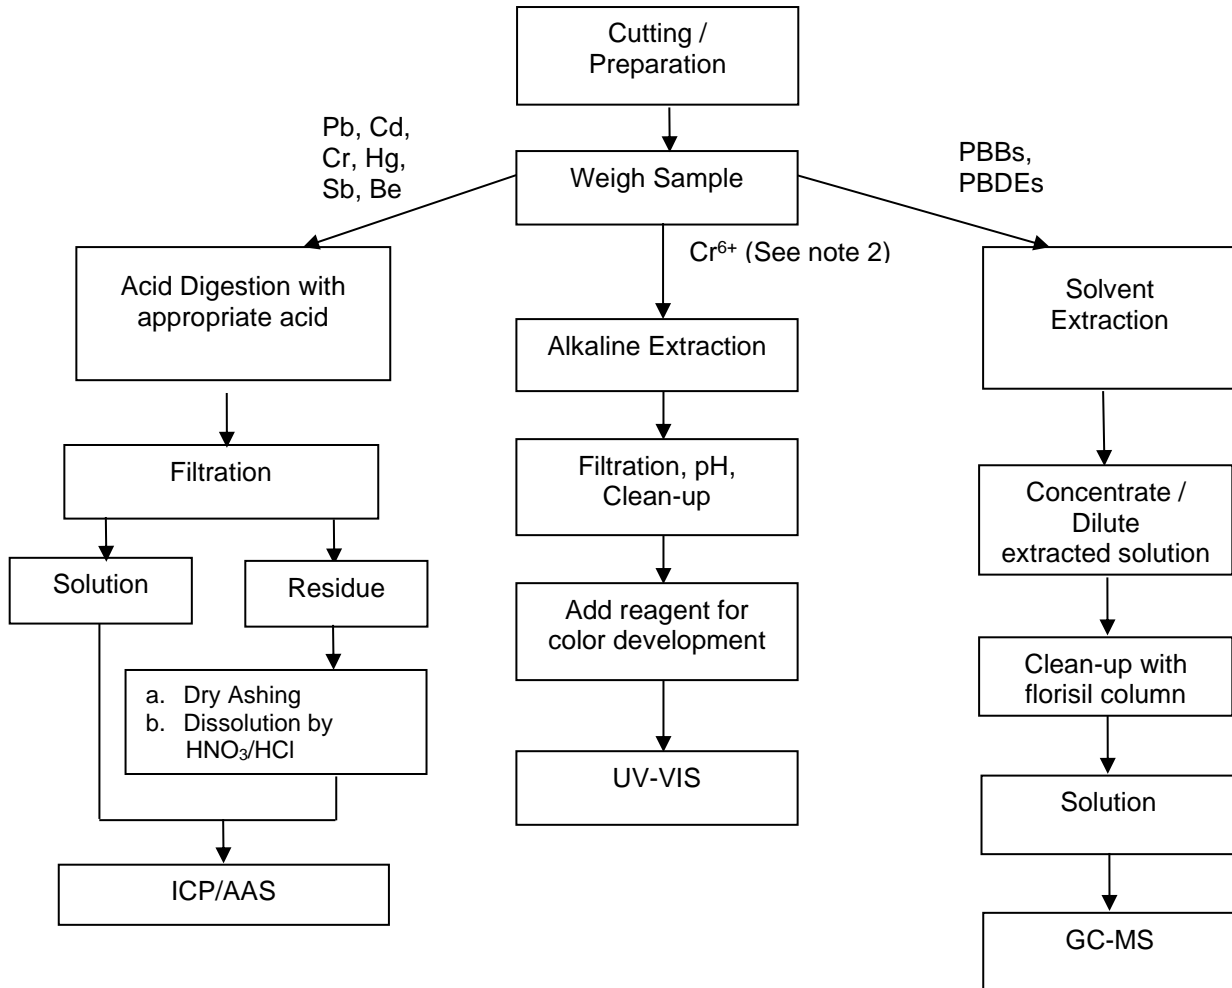 Cutting /
Preparation
Pb, Cd,
Cr, Hg,
Sb, Be
Weigh Sample
PBBs,
PBDEs
Cr⁶⁺ (See note 2)
Acid Digestion with
appropriate acid
Filtration
Solution
Residue
a. Dry Ashing
b. Dissolution by
HNO₃/HCl
ICP/AAS
Alkaline Extraction
Filtration, pH,
Clean-up
Add reagent for
color development
UV-VIS
Solvent
Extraction
Concentrate /
Dilute
extracted solution
Clean-up with
florisil column
Solution
GC-MS